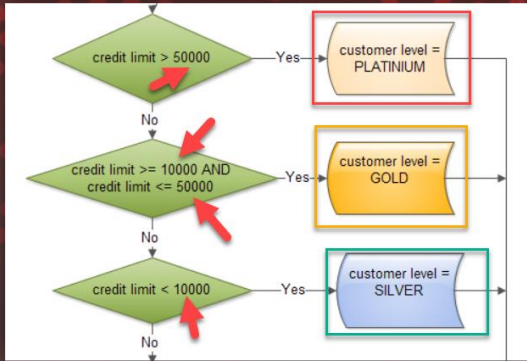 credit limit > 50000
Yes
customer level =
PLATINIUM
No
credit limit >= 10000 AND
credit limit <= 50000
Yes
customer level =
GOLD
No
credit limit < 10000
Yes
customer level =
SILVER
No